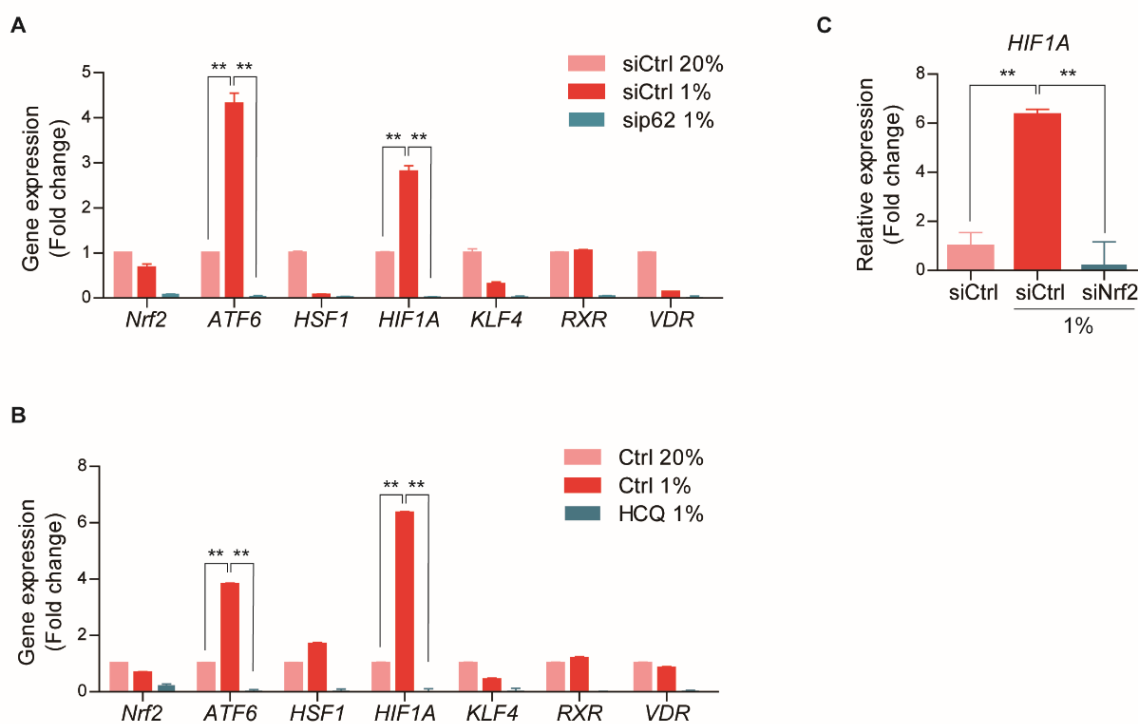 A
Gene expression
(Fold change)
5
4
3
2
1
0
** **
** **
siCtrl 20%
siCtrl 1%
sip62 1%
Nrf2 ATF6 HSF1 HIF1A KLF4 RXR VDR
C
HIF1A
Relative expression
(Fold change)
8
6
4
2
0
** **
siCtrl siCtrl siNrf2
1%
B
Gene expression
(Fold change)
8
6
4
2
0
** **
** **
Ctrl 20%
Ctrl 1%
HCQ 1%
Nrf2 ATF6 HSF1 HIF1A KLF4 RXR VDR